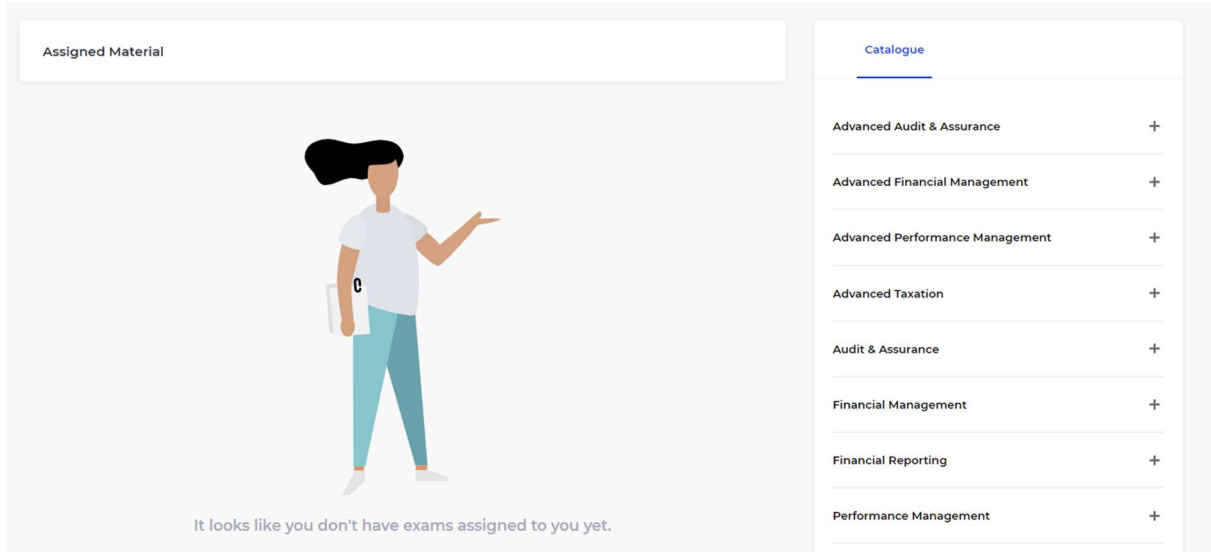 Assigned Material
It looks like you don't have exams assigned to you yet.
Catalogue
Advanced Audit & Assurance
Advanced Financial Management
Advanced Performance Management
Advanced Taxation
Audit & Assurance
Financial Management
Financial Reporting
Performance Management